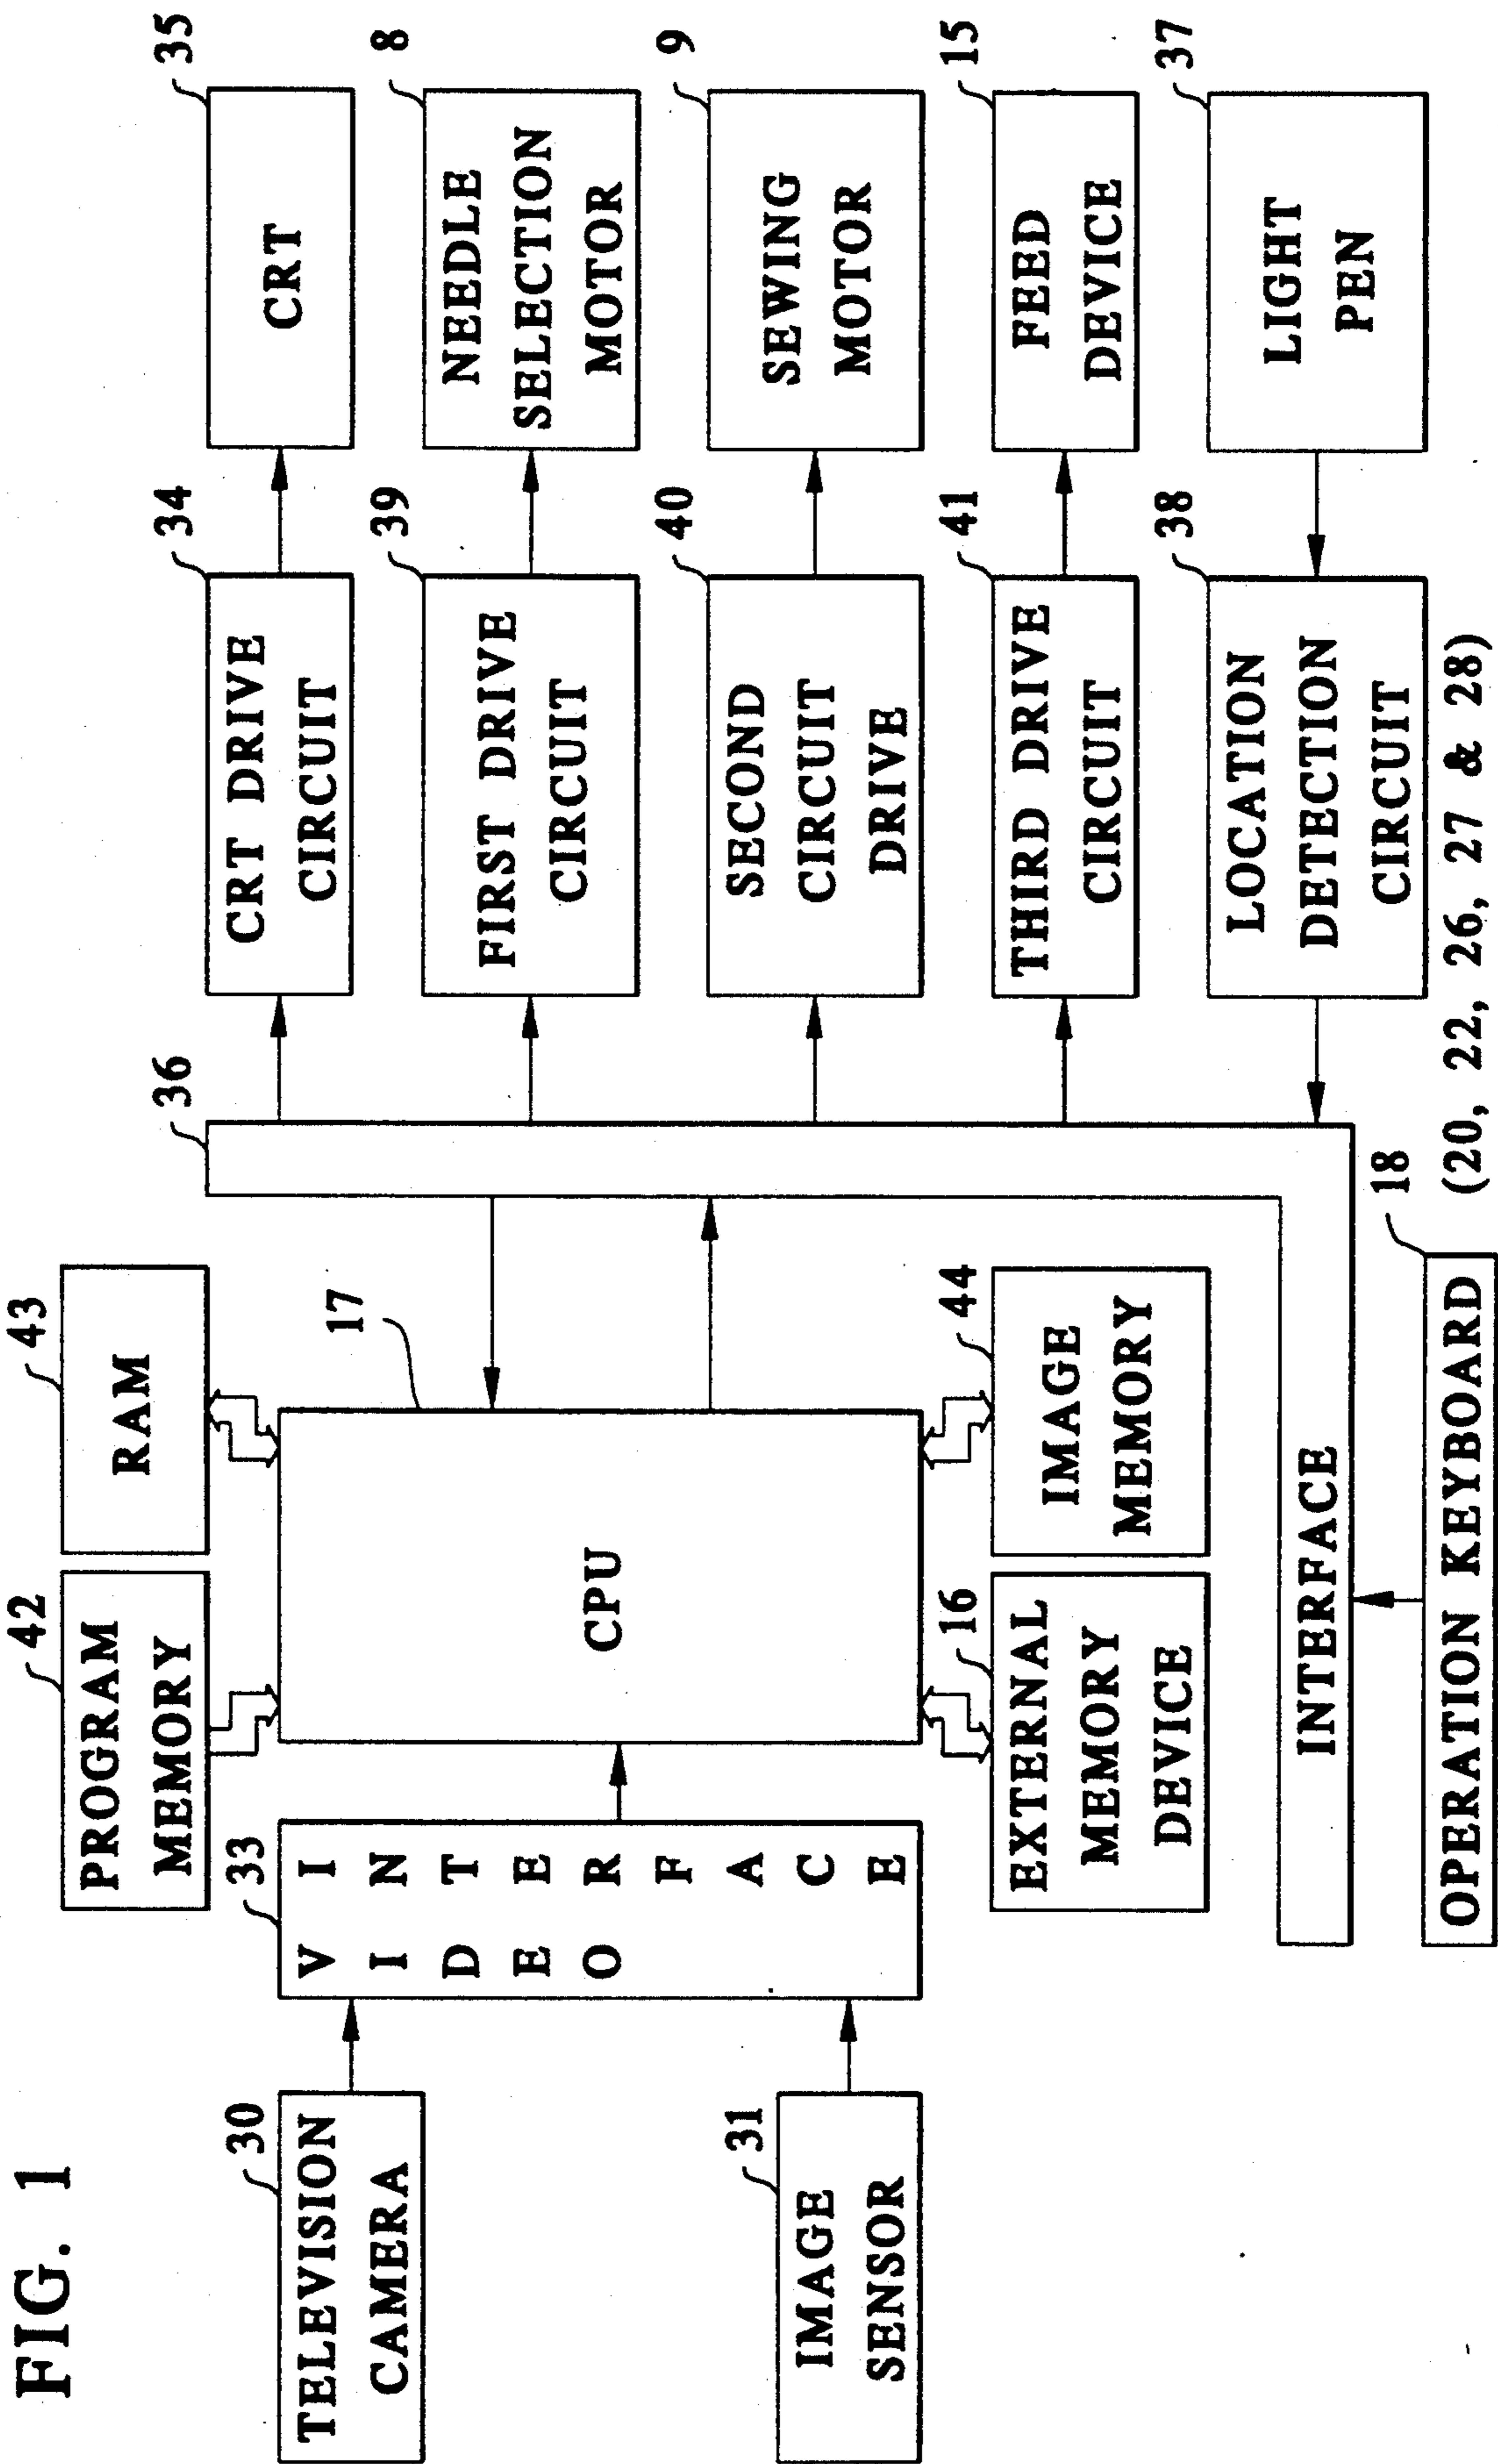 FIG. 1
30
TELEVISION
CAMERA
31
IMAGE
SENSOR
33
VIDEO
INTERFACE
42
PROGRAM
MEMORY
43
RAM
17
CPU
16
EXTERNAL
MEMORY
DEVICE
44
IMAGE
MEMORY
36
INTERFACE
18
OPERATION KEYBOARD
(20, 22, 26, 27 & 28)
34
CRT DRIVE
CIRCUIT
35
CRT
39
FIRST DRIVE
CIRCUIT
8
NEEDLE
SELECTION
MOTOR
40
SECOND
CIRCUIT
DRIVE
9
SEWING
MOTOR
41
THIRD DRIVE
CIRCUIT
15
FEED
DEVICE
38
LOCATION
DETECTION
CIRCUIT
37
LIGHT
PEN